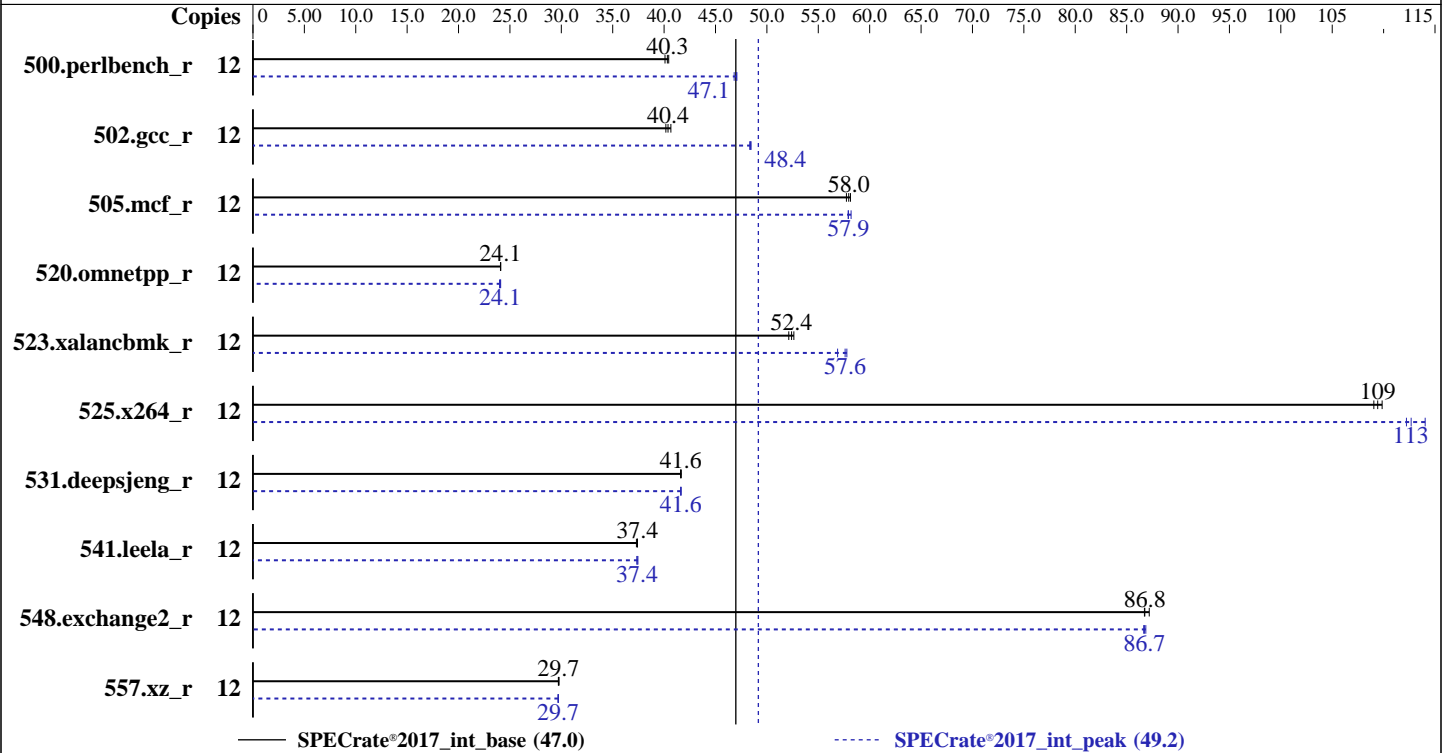 Copies 0 5.00 10.0 15.0 20.0 25.0 30.0 35.0 40.0 45.0 50.0 55.0 60.0 65.0 70.0 75.0 80.0 85.0 90.0 95.0 100 105 115
40.3
500.perlbench_r 12
47.1
40.4
502.gcc_r 12
48.4
58.0
505.mcf_r 12
57.9
24.1
520.omnetpp_r 12
24.1
52.4
523.xalancbmk_r 12
57.6
109
525.x264_r 12
113
41.6
531.deepsjeng_r 12
41.6
37.4
541.leela_r 12
37.4
86.8
548.exchange2_r 12
86.7
29.7
557.xz_r 12
29.7
SPECrate®2017_int_base (47.0) SPECrate®2017_int_peak (49.2)